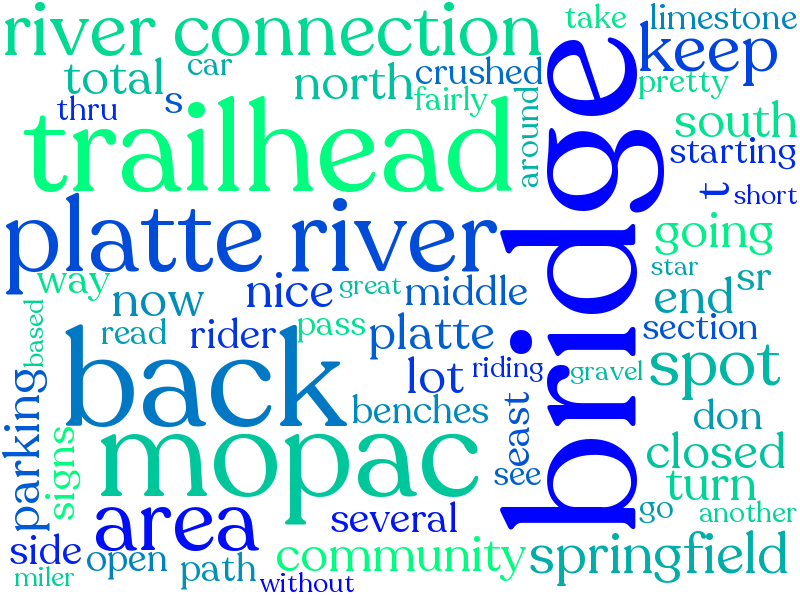 river connection
take
limestone
keep
total
car
north
crushed
fairly
pretty
thru
s
around
south
trailhead
starting
bridge
t
short
platte river
going
way
star
now
nice
great
middle
end
sr
based
read
rider
pass
platte
section
back
lot
riding
gravel
spot
parking
benches
east
don
signs
mopac
see
closed
turn
area
several
go
another
side
open
path
community
springfield
miler
without